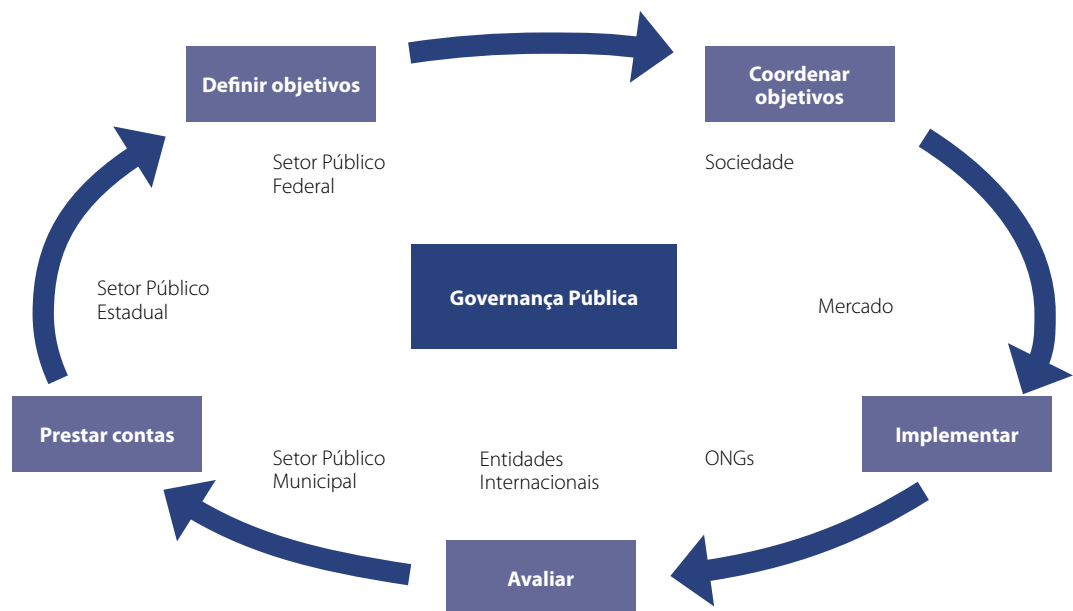 Definir objetivos
Coordenar
objetivos
Setor Público
Federal
Sociedade
Setor Público
Estadual
Governança Pública
Mercado
Prestar contas
Implementar
Setor Público
Municipal
Entidades
Internacionais
ONGs
Avaliar